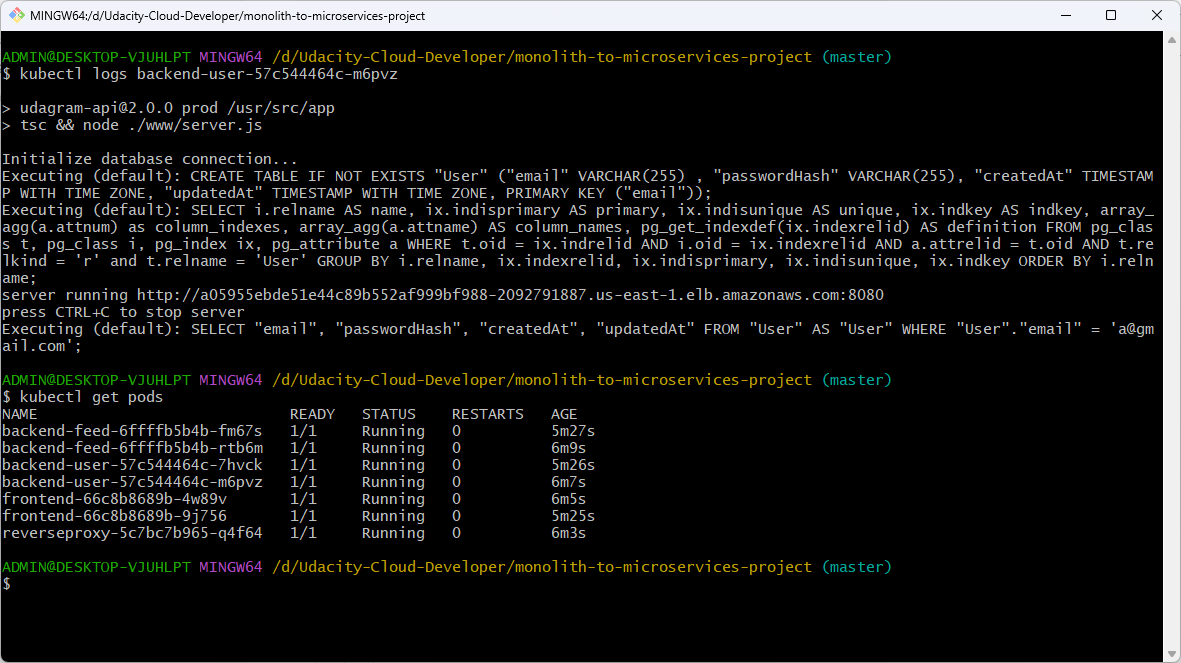 MINGW64:/d/Udacity-Cloud-Developer/monolith-to-microservices-project
ADMIN@DESKTOP-VJUHLPT MINGW64 /d/Udacity-Cloud-Developer/monolith-to-microservices-project (master)
$ kubectl logs backend-user-57c544464c-m6pvz
> udagram-api@2.0.0 prod /usr/src/app
> tsc && node ./www/server.js
Initialize database connection...
Executing (default): CREATE TABLE IF NOT EXISTS "User" ("email" VARCHAR(255) , "passwordHash" VARCHAR(255), "createdAt" TIMESTAM
P WITH TIME ZONE, "updatedAt" TIMESTAMP WITH TIME ZONE, PRIMARY KEY ("email"));
Executing (default): SELECT i.relname AS name, ix.indisprimary AS primary, ix.indisunique AS unique, ix.indkey AS indkey, array_
agg(a.attnum) as column_indexes, array_agg(a.attname) AS column_names, pg_get_indexdef(ix.indexrelid) AS definition FROM pg_clas
s t, pg_class i, pg_index ix, pg_attribute a WHERE t.oid = ix.indrelid AND i.oid = ix.indexrelid AND a.attrelid = t.oid AND t.re
lkind = 'r' and t.relname = 'User' GROUP BY i.relname, ix.indexrelid, ix.indisprimary, ix.indisunique, ix.indkey ORDER BY i.reln
ame;
server running http://a05955ebde51e44c89b552af999bf988-2092791887.us-east-1.elb.amazonaws.com:8080
press CTRL+C to stop server
Executing (default): SELECT "email", "passwordHash", "createdAt", "updatedAt" FROM "User" AS "User" WHERE "User"."email" = 'a@gm
ail.com';
ADMIN@DESKTOP-VJUHLPT MINGW64 /d/Udacity-Cloud-Developer/monolith-to-microservices-project (master)
$ kubectl get pods
NAME READY STATUS RESTARTS AGE
backend-feed-6ffffb5b4b-fm67s 1/1 Running 0 5m27s
backend-feed-6ffffb5b4b-rtb6m 1/1 Running 0 6m9s
backend-user-57c544464c-7hvck 1/1 Running 0 5m26s
backend-user-57c544464c-m6pvz 1/1 Running 0 6m7s
frontend-66c8b8689b-4w89v 1/1 Running 0 6m5s
frontend-66c8b8689b-9j756 1/1 Running 0 5m25s
reverseproxy-5c7bc7b965-q4f64 1/1 Running 0 6m3s
ADMIN@DESKTOP-VJUHLPT MINGW64 /d/Udacity-Cloud-Developer/monolith-to-microservices-project (master)
$